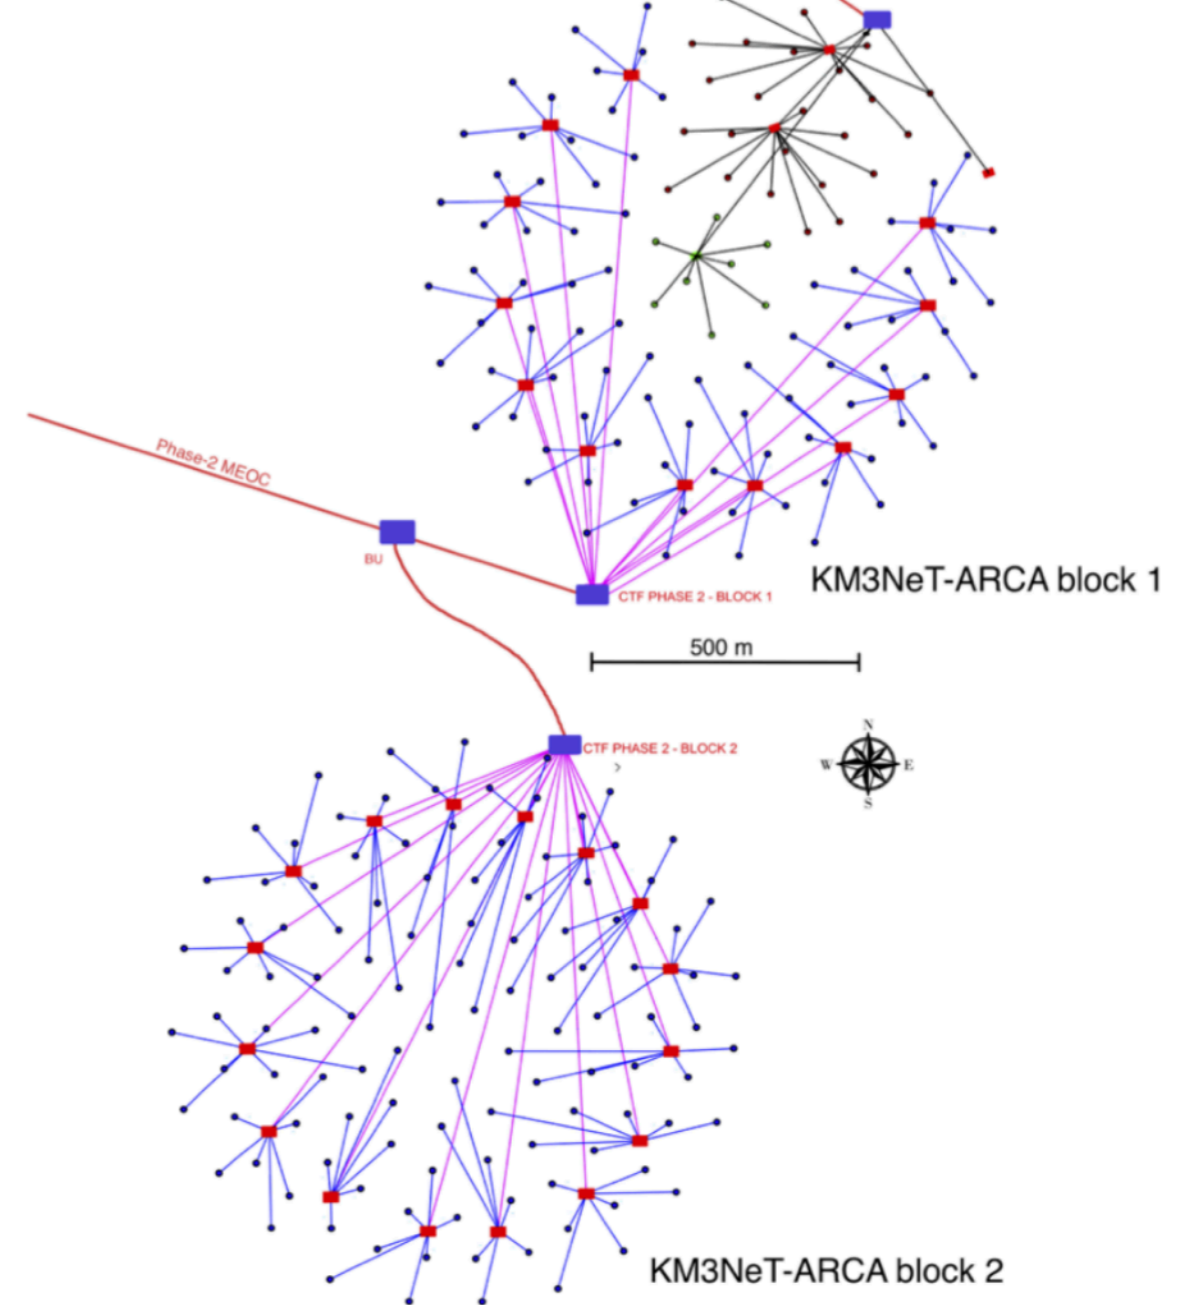 Phase-2 MEOC
BU
CTF PHASE 2 - BLOCK 1
KM3NeT-ARCA block 1
500 m
CTF PHASE 2 - BLOCK 2
N
W E
S
KM3NeT-ARCA block 2